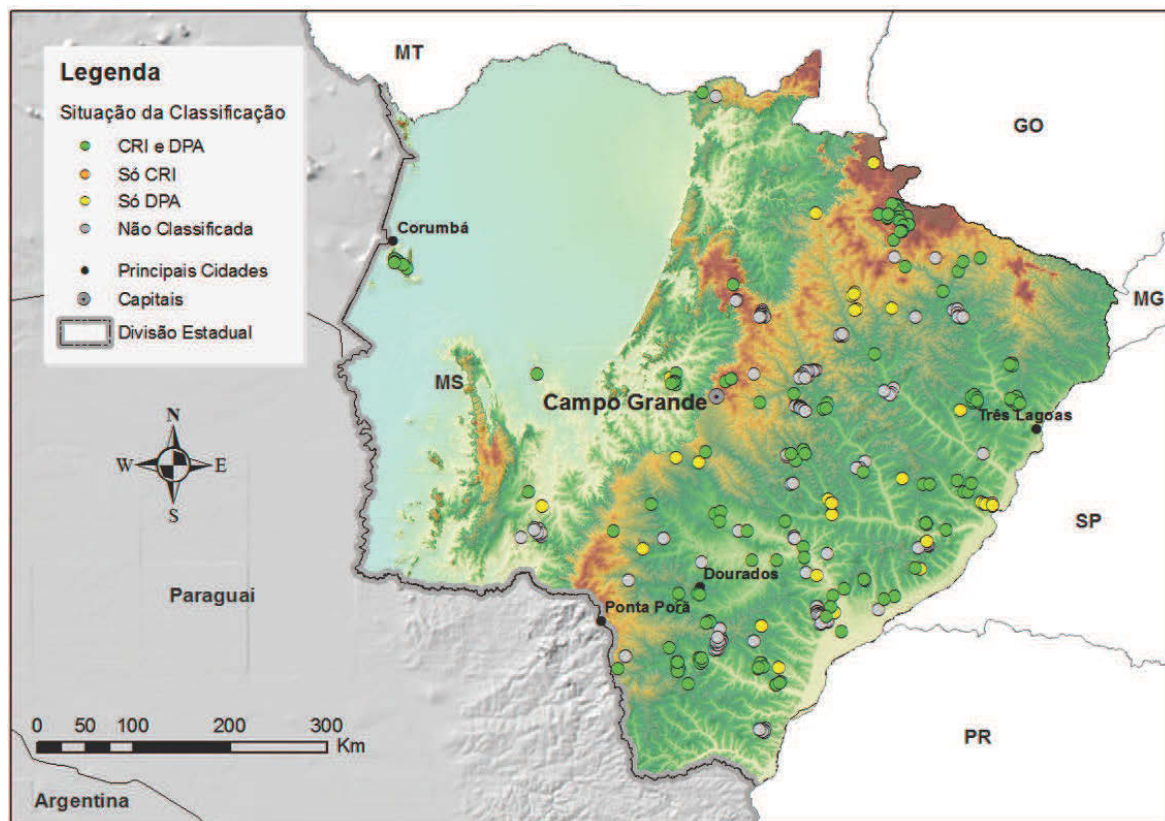 Legenda
Situação da Classificação
CRI e DPA
Só CRI
Só DPA
Não Classificada
Principais Cidades
Capitais
Divisão Estadual
MT
GO
MG
SP
PR
MS
Corumbá
Campo Grande
Três Lagoas
Dourados
Ponta Porã
Paraguai
Argentina
N
W E
S
0 50 100 200 300
Km